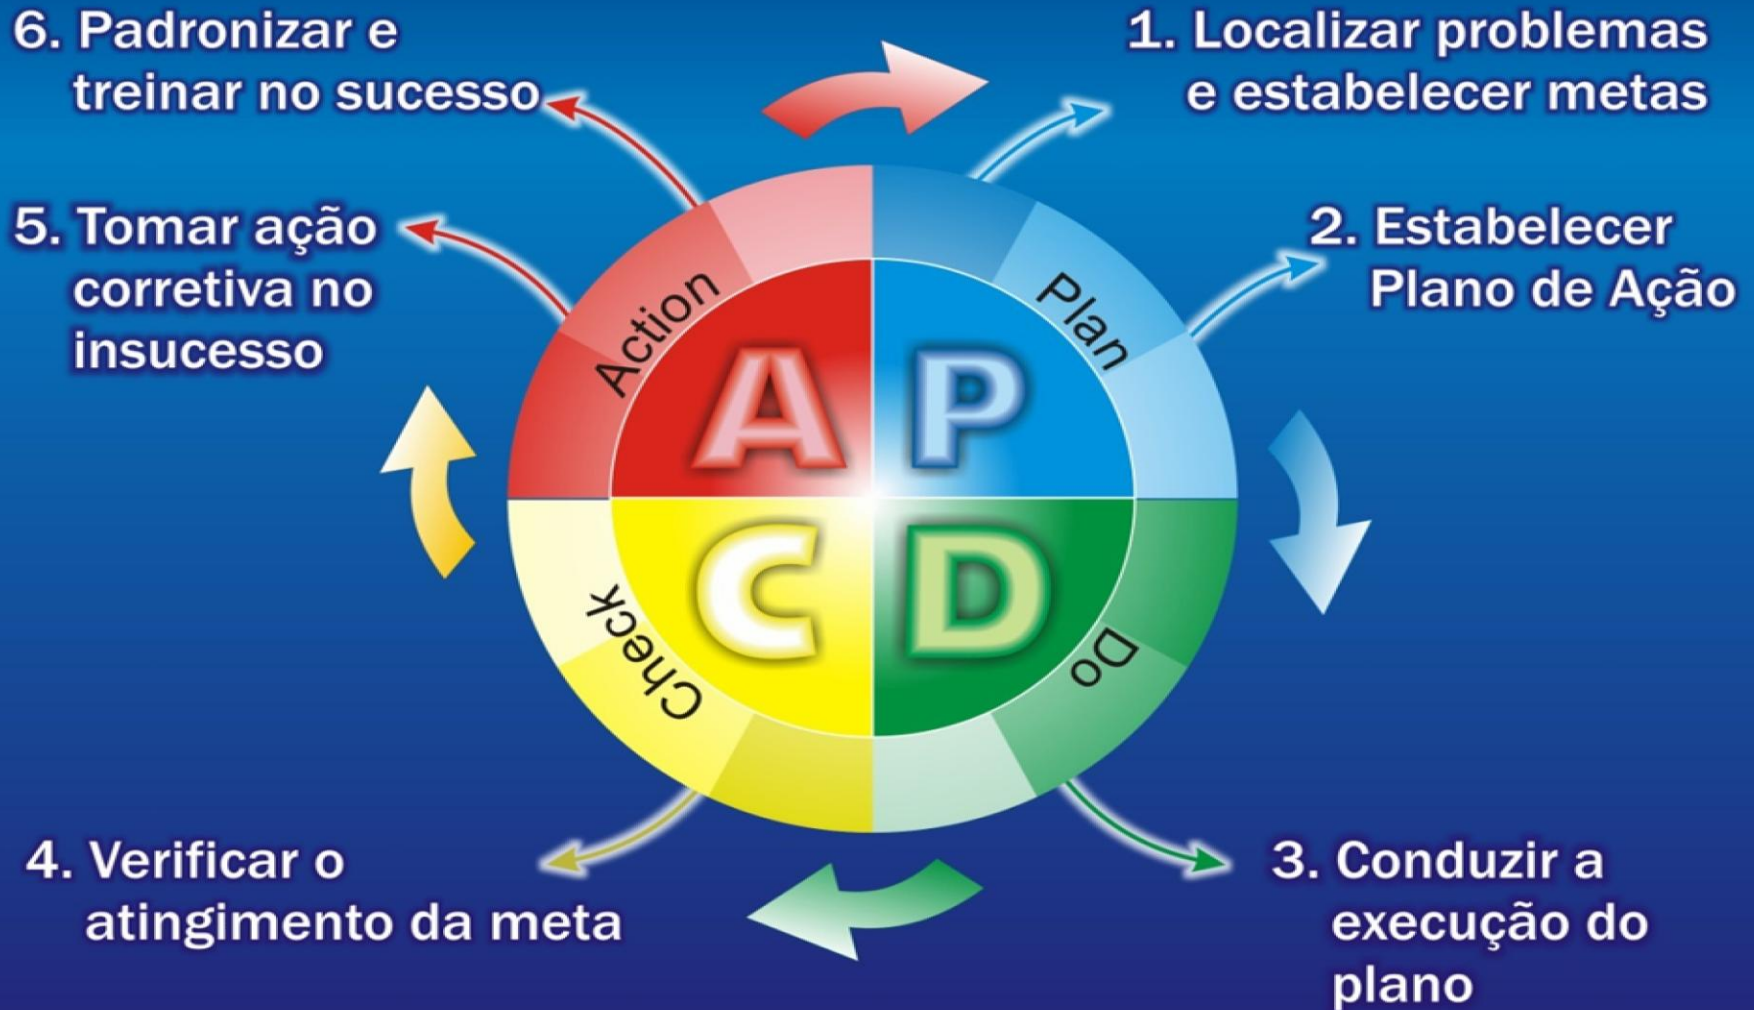 1. Localizar problemas
e estabelecer metas
2. Estabelecer
Plano de Ação
3. Conduzir a
execução do
plano
4. Verificar o
atingimento da meta
5. Tomar ação
corretiva no
insucesso
6. Padronizar e
treinar no sucesso
Action
Plan
Do
Check
A P
C D